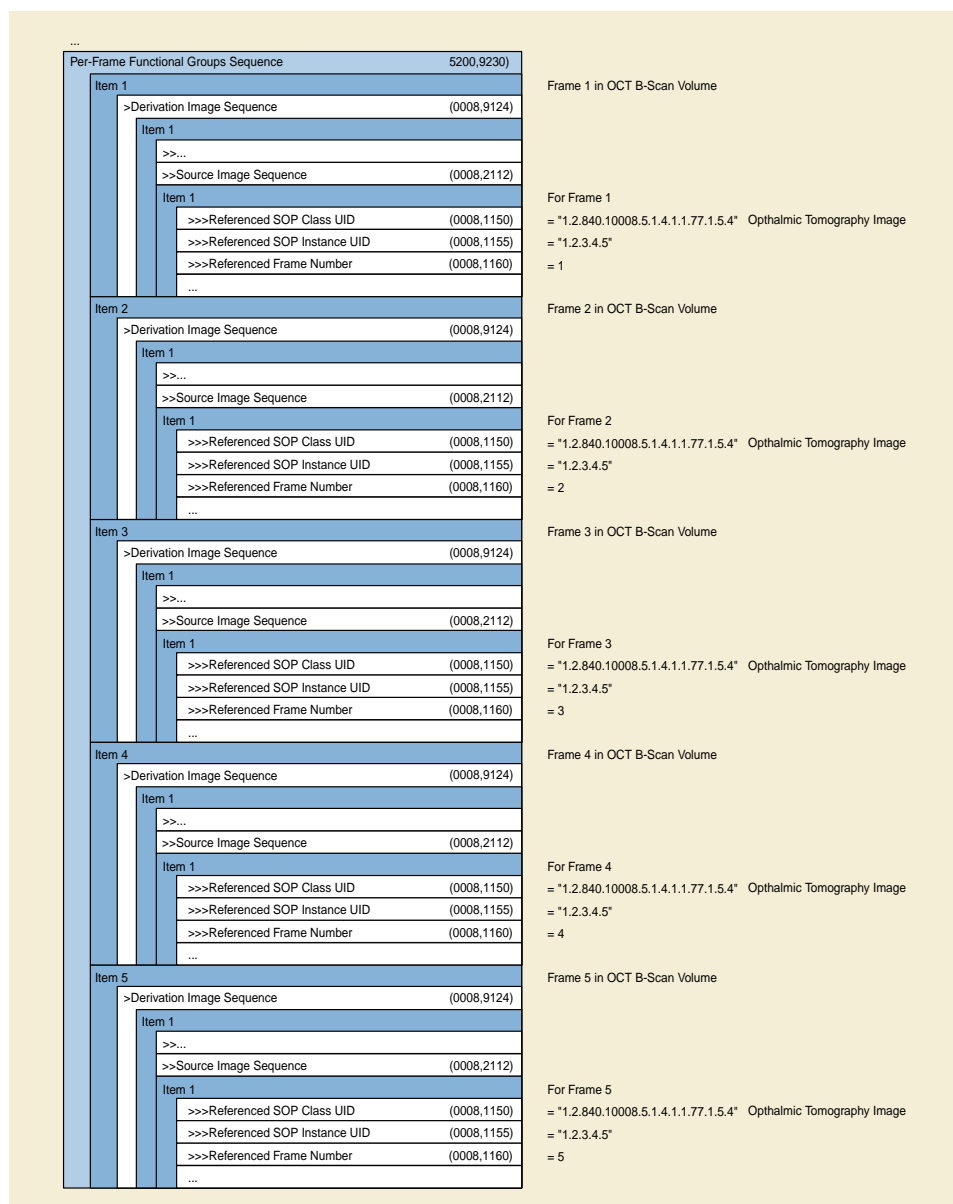 ...
Per-Frame Functional Groups Sequence 5200,9230)
Item 1 Frame 1 in OCT B-Scan Volume
>Derivation Image Sequence (0008,9124)
Item 1
>>...
>>Source Image Sequence (0008,2112)
Item 1 For Frame 1
>>>Referenced SOP Class UID (0008,1150) = "1.2.840.10008.5.1.4.1.1.77.1.5.4" Opthalmic Tomography Image
>>>Referenced SOP Instance UID (0008,1155) = "1.2.3.4.5"
>>>Referenced Frame Number (0008,1160) = 1
...
Item 2 Frame 2 in OCT B-Scan Volume
>Derivation Image Sequence (0008,9124)
Item 1
>>...
>>Source Image Sequence (0008,2112)
Item 1 For Frame 2
>>>Referenced SOP Class UID (0008,1150) = "1.2.840.10008.5.1.4.1.1.77.1.5.4" Opthalmic Tomography Image
>>>Referenced SOP Instance UID (0008,1155) = "1.2.3.4.5"
>>>Referenced Frame Number (0008,1160) = 2
...
Item 3 Frame 3 in OCT B-Scan Volume
>Derivation Image Sequence (0008,9124)
Item 1
>>...
>>Source Image Sequence (0008,2112)
Item 1 For Frame 3
>>>Referenced SOP Class UID (0008,1150) = "1.2.840.10008.5.1.4.1.1.77.1.5.4" Opthalmic Tomography Image
>>>Referenced SOP Instance UID (0008,1155) = "1.2.3.4.5"
>>>Referenced Frame Number (0008,1160) = 3
...
Item 4 Frame 4 in OCT B-Scan Volume
>Derivation Image Sequence (0008,9124)
Item 1
>>...
>>Source Image Sequence (0008,2112)
Item 1 For Frame 4
>>>Referenced SOP Class UID (0008,1150) = "1.2.840.10008.5.1.4.1.1.77.1.5.4" Opthalmic Tomography Image
>>>Referenced SOP Instance UID (0008,1155) = "1.2.3.4.5"
>>>Referenced Frame Number (0008,1160) = 4
...
Item 5 Frame 5 in OCT B-Scan Volume
>Derivation Image Sequence (0008,9124)
Item 1
>>...
>>Source Image Sequence (0008,2112)
Item 1 For Frame 5
>>>Referenced SOP Class UID (0008,1150) = "1.2.840.10008.5.1.4.1.1.77.1.5.4" Opthalmic Tomography Image
>>>Referenced SOP Instance UID (0008,1155) = "1.2.3.4.5"
>>>Referenced Frame Number (0008,1160) = 5
...